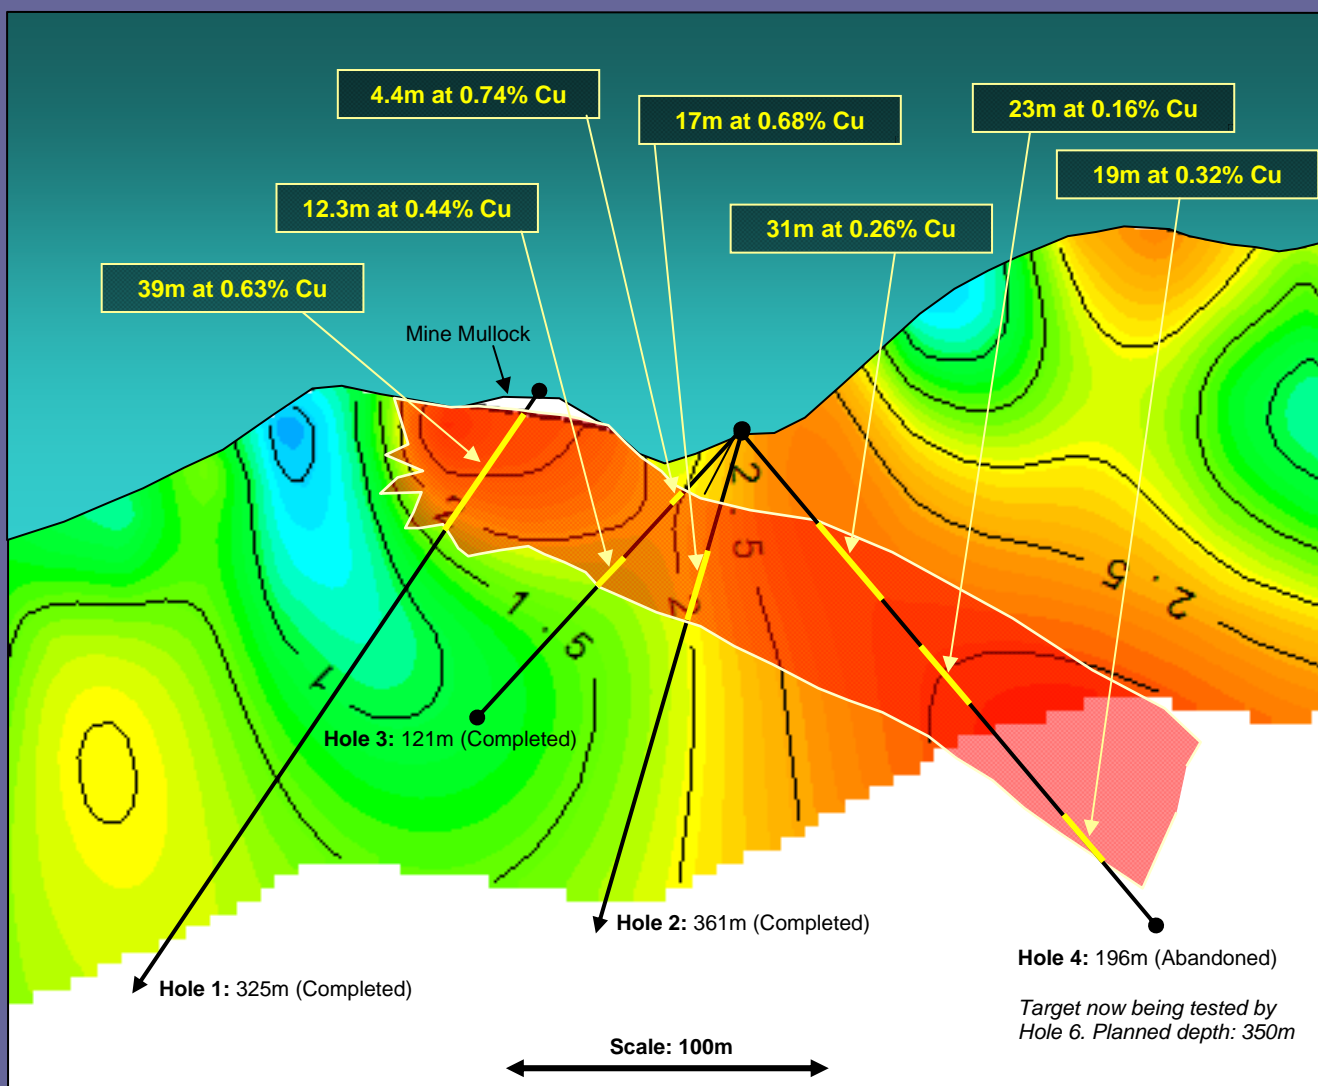 4.4m at 0.74% Cu
17m at 0.68% Cu
23m at 0.16% Cu
19m at 0.32% Cu
12.3m at 0.44% Cu
31m at 0.26% Cu
39m at 0.63% Cu
Mine Mullock
2
2.5
2
2.5
1.5
1
Hole 3: 121m (Completed)
Hole 2: 361m (Completed)
Hole 4: 196m (Abandoned)
Hole 1: 325m (Completed)
Target now being tested by
Hole 6. Planned depth: 350m
Scale: 100m